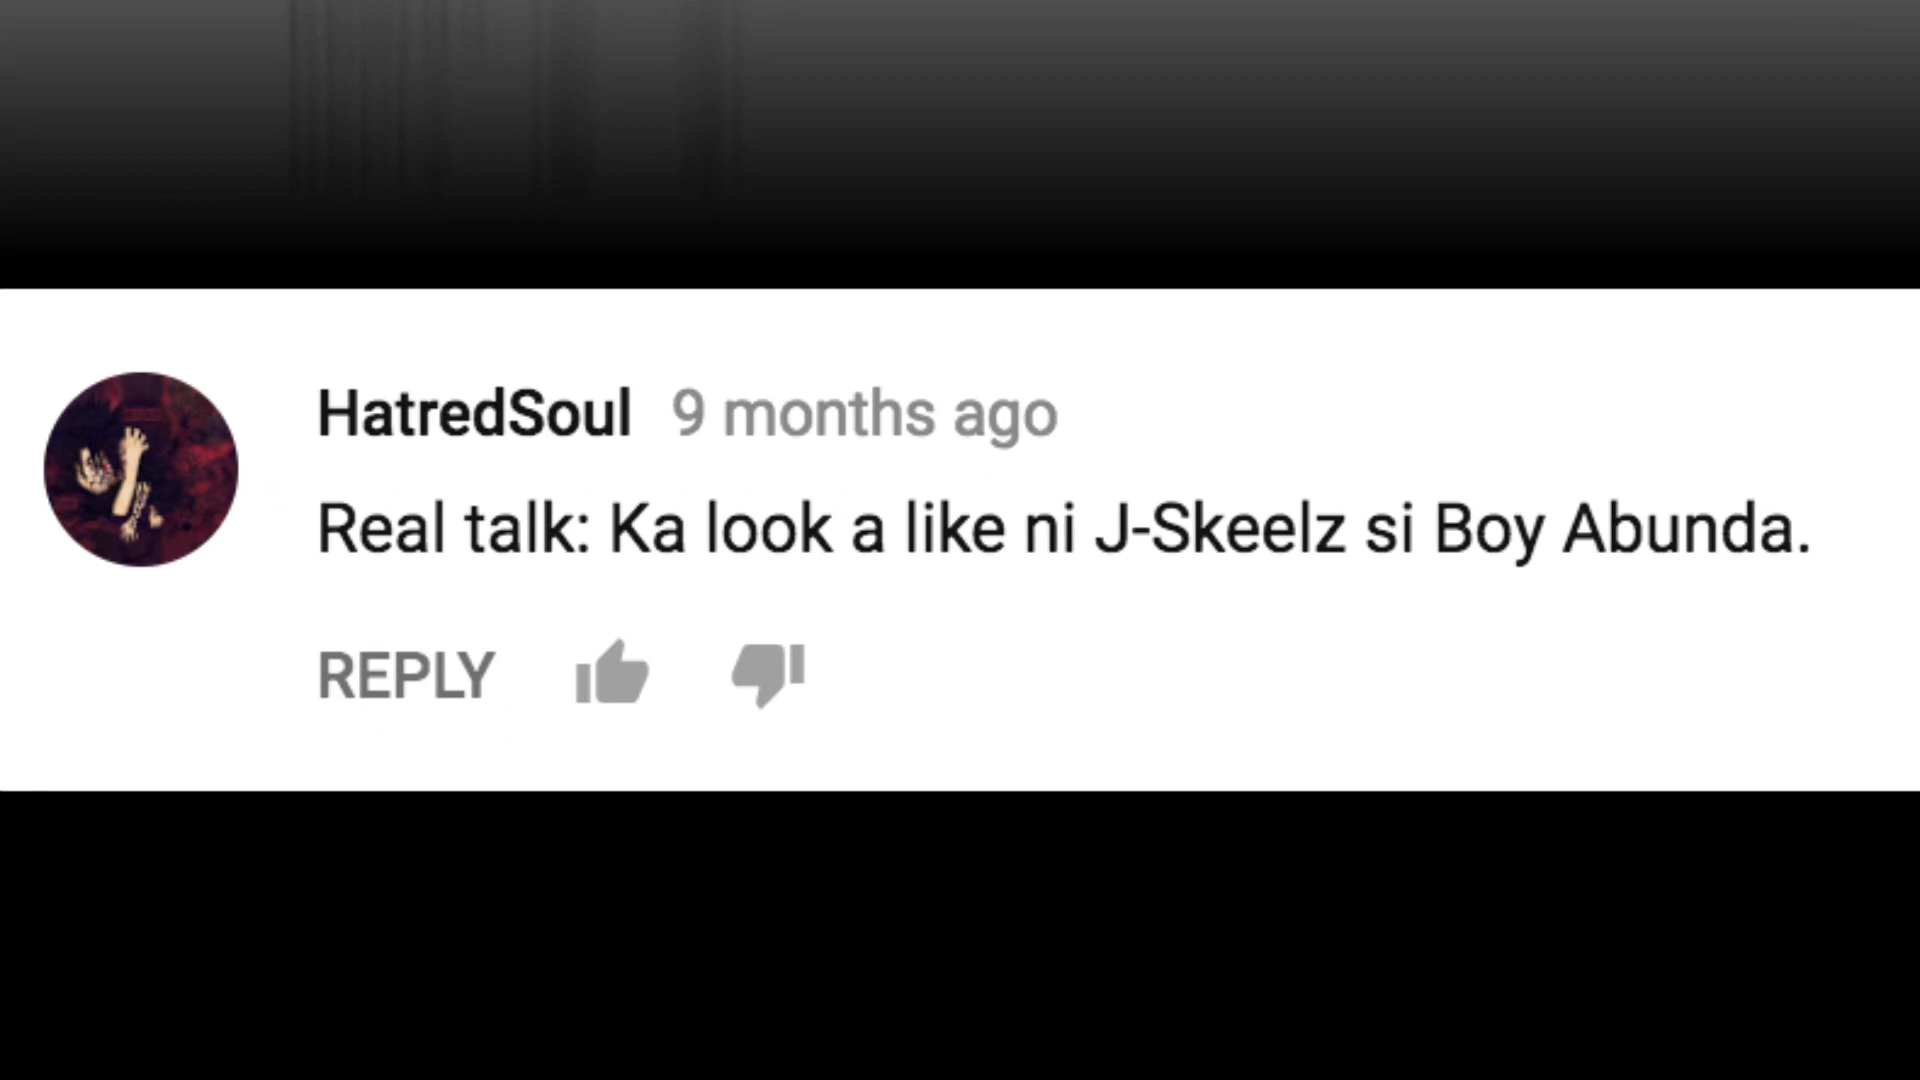 HatredSoul 9 months ago
Real talk: Ka look a like ni J-Skeelz si Boy Abunda.
REPLY